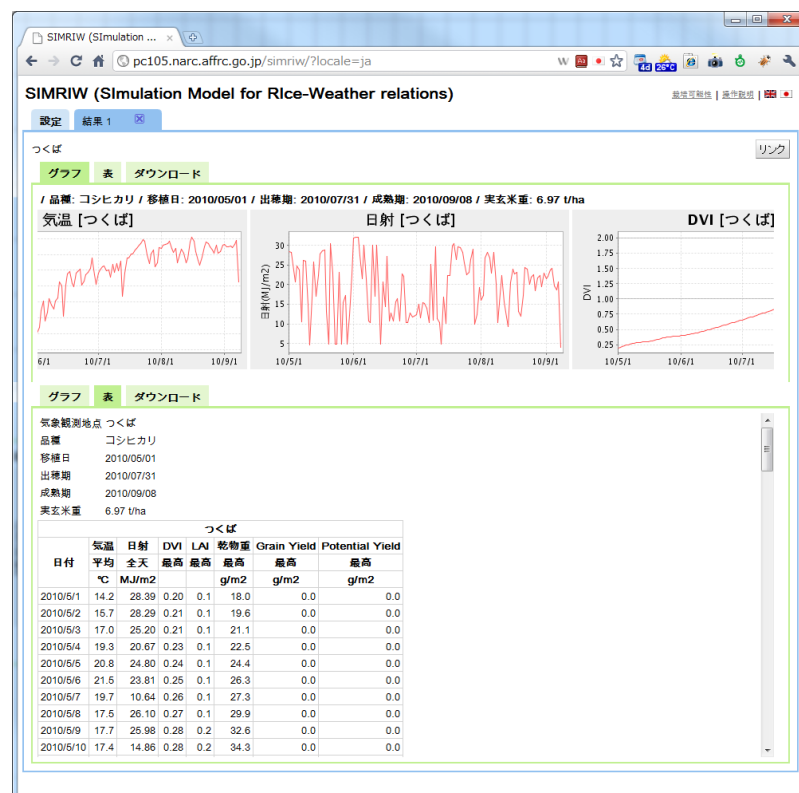 SIMRIW (SImulation ...
pc105.narc.affrc.go.jp/simriw/?locale=ja
4d 26°C
SIMRIW (SImulation Model for RIce-Weather relations)
栽培可能性 | 操作説明 |
設定 結果 1
つくば
リンク
グラフ 表 ダウンロード
/ 品種: コシヒカリ / 移植日: 2010/05/01 / 出穂期: 2010/07/31 / 成熟期: 2010/09/08 / 実玄米重: 6.97 t/ha
気温 [つくば]
6/1 10/7/1 10/8/1 10/9/1
日射 [つくば]
日射(MJ/m2)
30
25
20
15
10
5
10/5/1 10/6/1 10/7/1 10/8/1 10/9/1
DVI [つくば]
DVI
2.00
1.75
1.50
1.25
1.00
0.75
0.50
0.25
10/5/1 10/6/1 10/7/1
グラフ 表 ダウンロード
気象観測地点 つくば
品種 コシヒカリ
移植日 2010/05/01
出穂期 2010/07/31
成熟期 2010/09/08
実玄米重 6.97 t/ha
つくば
日付 気温 日射 DVI LAI 乾物重 Grain Yield Potential Yield
平均 全天 最高 最高 最高 最高 最高
℃ MJ/m2 g/m2 g/m2 g/m2
2010/5/1 14.2 28.39 0.20 0.1 18.0 0.0 0.0
2010/5/2 15.7 28.29 0.21 0.1 19.6 0.0 0.0
2010/5/3 17.0 25.20 0.21 0.1 21.1 0.0 0.0
2010/5/4 19.3 20.67 0.23 0.1 22.5 0.0 0.0
2010/5/5 20.8 24.80 0.24 0.1 24.4 0.0 0.0
2010/5/6 21.5 23.81 0.25 0.1 26.3 0.0 0.0
2010/5/7 19.7 10.64 0.26 0.1 27.3 0.0 0.0
2010/5/8 17.5 26.10 0.27 0.1 29.9 0.0 0.0
2010/5/9 17.7 25.98 0.28 0.2 32.6 0.0 0.0
2010/5/10 17.4 14.86 0.28 0.2 34.3 0.0 0.0